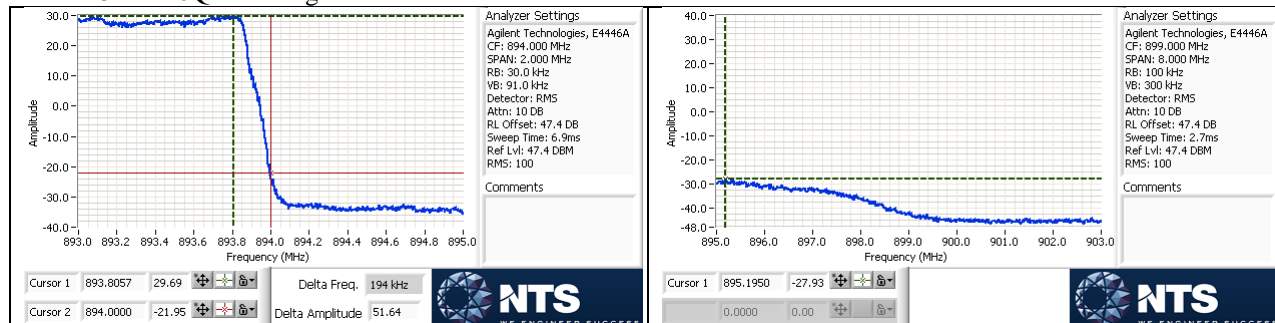 30.0
20.0
10.0
0.0
-10.0
-20.0
-30.0
-40.0
Amplitude
893.0 893.2 893.4 893.6 893.8 894.0 894.2 894.4 894.6 894.8 895.0
Frequency (MHz)
Analyzer Settings
Agilent Technologies, E4446A
CF: 894.000 MHz
SPAN: 2.000 MHz
RB: 30.0 kHz
VB: 91.0 kHz
Detector: RMS
Attn: 10 DB
RL Offset: 47.4 DB
Sweep Time: 6.9ms
Ref Lvl: 47.4 DBM
RMS: 100
Comments
Cursor 1 893.8057 29.69
Cursor 2 894.0000 -21.95
Delta Freq. 194 kHz
Delta Amplitude 51.64
NTS
40.0
30.0
20.0
10.0
0.0
-10.0
-20.0
-30.0
-40.0
-48.0
Amplitude
895.0 896.0 897.0 898.0 899.0 900.0 901.0 902.0 903.0
Frequency (MHz)
Analyzer Settings
Agilent Technologies, E4446A
CF: 899.000 MHz
SPAN: 8.000 MHz
RB: 100 kHz
VB: 300 kHz
Detector: RMS
Attn: 10 DB
RL Offset: 47.4 DB
Sweep Time: 2.7ms
Ref Lvl: 47.4 DBM
RMS: 100
Comments
Cursor 1 895.1950 -27.93
0.0000 0.00
NTS